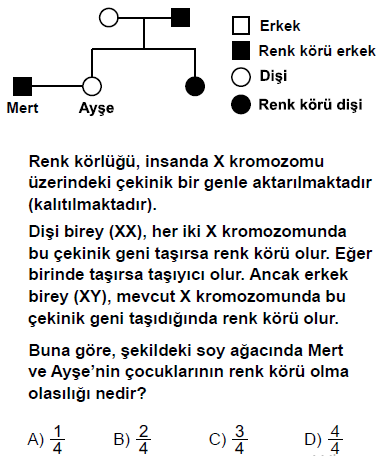 Erkek
Renk körü erkek
Dişi
Renk körü dişi
Mert
Ayşe
Renk körlüğü, insanda X kromozomu
üzerindeki çekinik bir genle aktarılmaktadır
(kalıtılmaktadır).
Dişi birey (XX), her iki X kromozomunda
bu çekinik geni taşırsa renk körü olur. Eğer
birinde taşırsa taşıyıcı olur. Ancak erkek
birey (XY), mevcut X kromozomunda bu
çekinik geni taşıdığında renk körü olur.
Buna göre, şekildeki soy ağacında Mert
ve Ayşe’nin çocuklarının renk körü olma
olasılığı nedir?
A) 1/4 B) 2/4 C) 3/4 D) 4/4